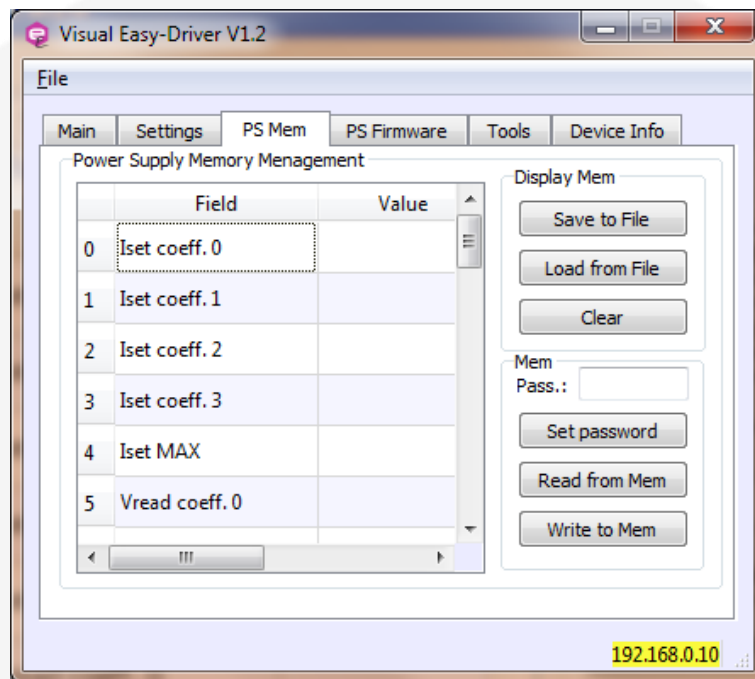 Visual Easy-Driver V1.2
File
Main Settings PS Mem PS Firmware Tools Device Info
Power Supply Memory Menagement
Field Value
0 Iset coeff. 0
1 Iset coeff. 1
2 Iset coeff. 2
3 Iset coeff. 3
4 Iset MAX
5 Vread coeff. 0
Display Mem
Save to File
Load from File
Clear
Mem
Pass.:
Set password
Read from Mem
Write to Mem
192.168.0.10